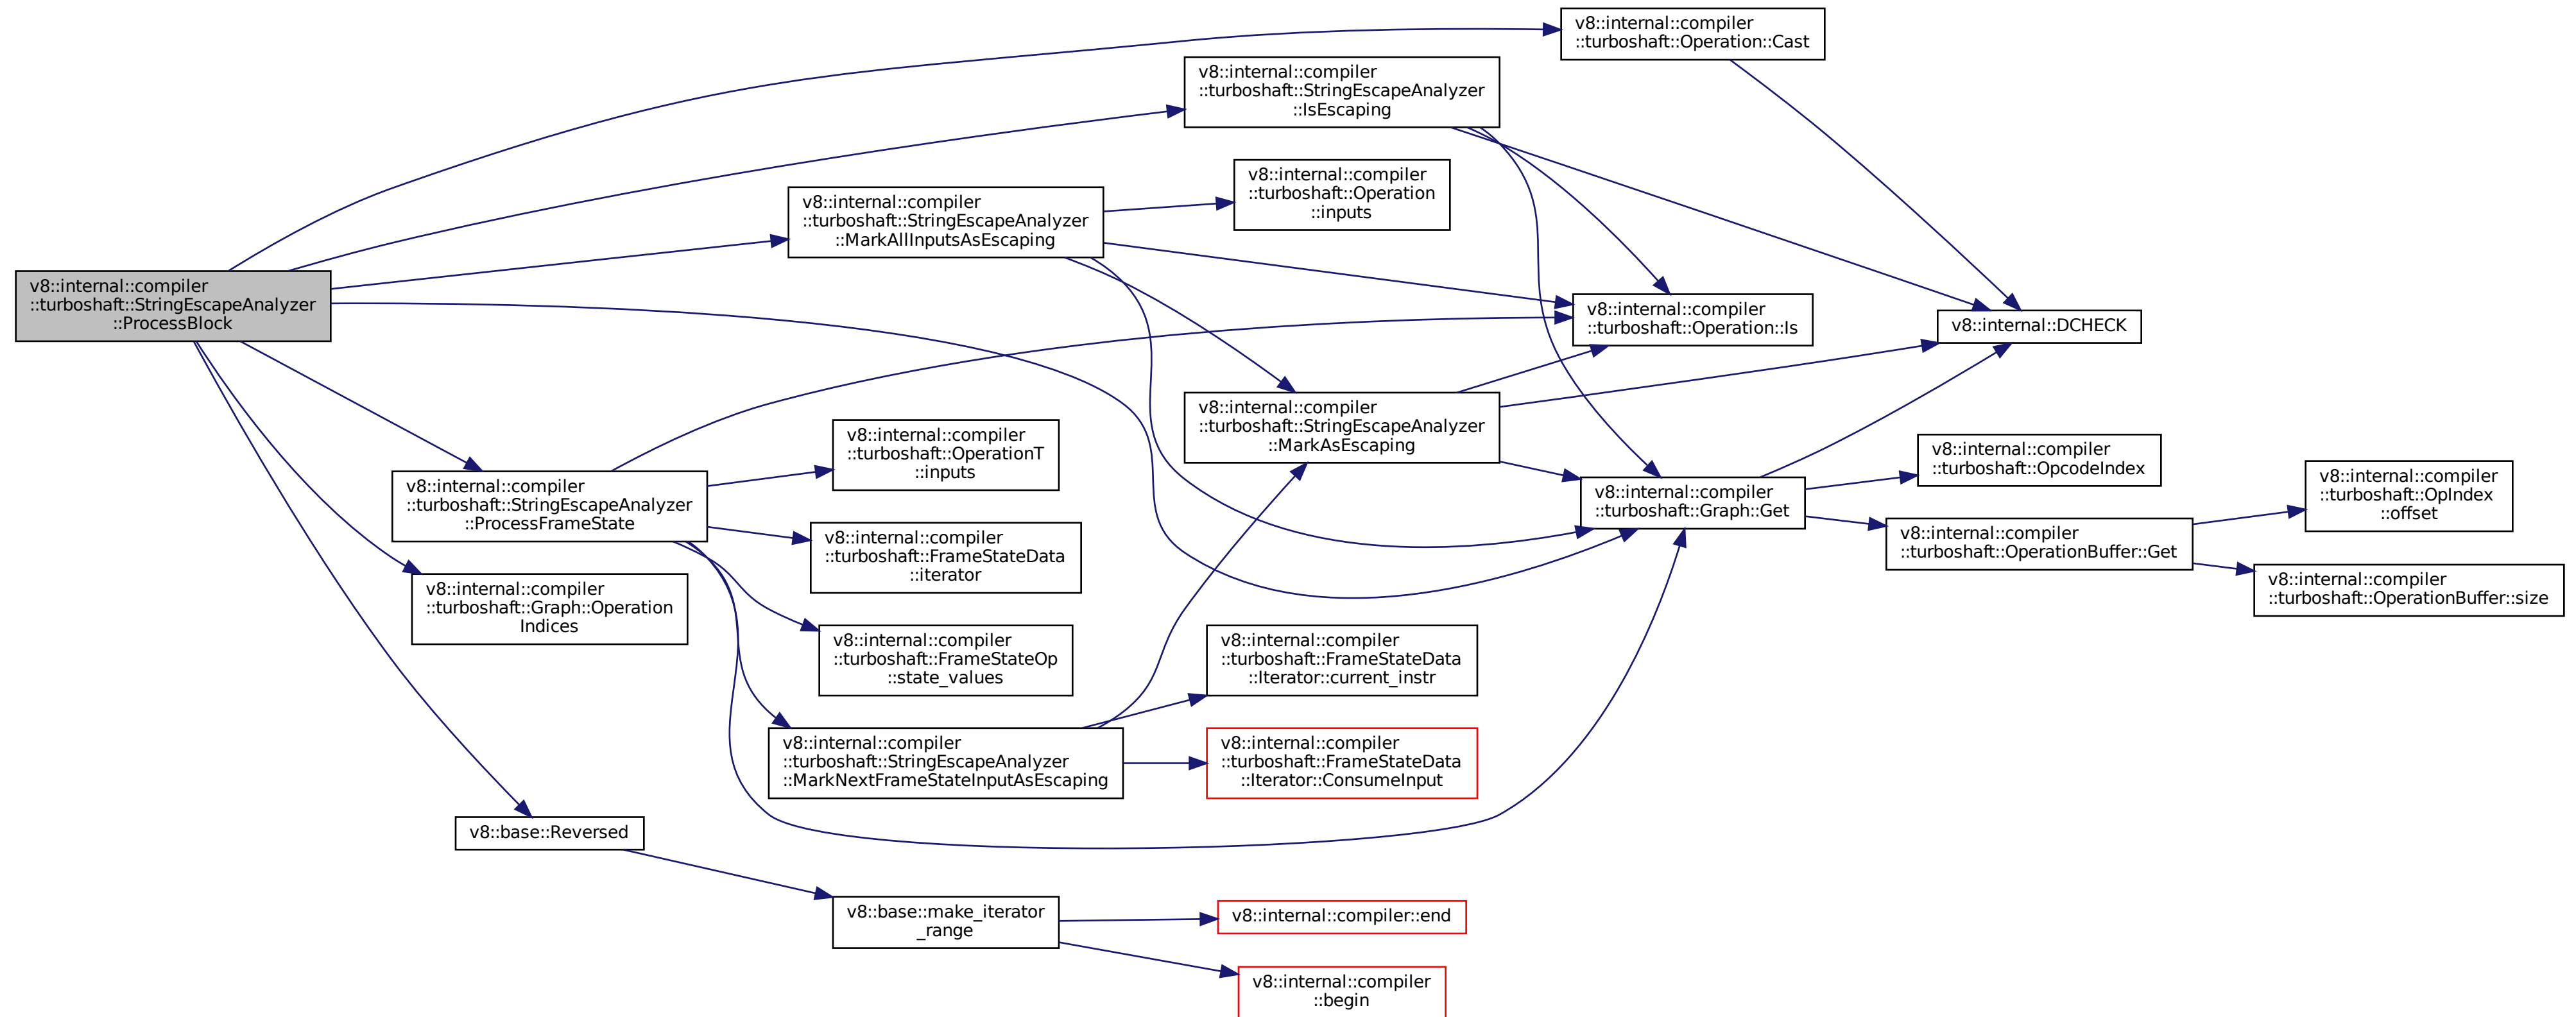 v8::internal::compiler
::turboshaft::Operation::Cast
v8::internal::compiler
::turboshaft::StringEscapeAnalyzer
::IsEscaping
v8::internal::compiler
::turboshaft::Operation
::inputs
v8::internal::compiler
::turboshaft::StringEscapeAnalyzer
::MarkAllInputsAsEscaping
v8::internal::compiler
::turboshaft::StringEscapeAnalyzer
::ProcessBlock
v8::internal::compiler
::turboshaft::Operation::Is
v8::internal::DCHECK
v8::internal::compiler
::turboshaft::StringEscapeAnalyzer
::MarkAsEscaping
v8::internal::compiler
::turboshaft::OperationT
::inputs
v8::internal::compiler
::turboshaft::OpcodeIndex
v8::internal::compiler
::turboshaft::OpIndex
::offset
v8::internal::compiler
::turboshaft::StringEscapeAnalyzer
::ProcessFrameState
v8::internal::compiler
::turboshaft::Graph::Get
v8::internal::compiler
::turboshaft::FrameStateData
::iterator
v8::internal::compiler
::turboshaft::OperationBuffer::Get
v8::internal::compiler
::turboshaft::OperationBuffer::size
v8::internal::compiler
::turboshaft::Graph::Operation
Indices
v8::internal::compiler
::turboshaft::FrameStateOp
::state_values
v8::internal::compiler
::turboshaft::FrameStateData
::Iterator::current_instr
v8::internal::compiler
::turboshaft::StringEscapeAnalyzer
::MarkNextFrameStateInputAsEscaping
v8::internal::compiler
::turboshaft::FrameStateData
::Iterator::ConsumeInput
v8::base::Reversed
v8::base::make_iterator
_range
v8::internal::compiler::end
v8::internal::compiler
::begin